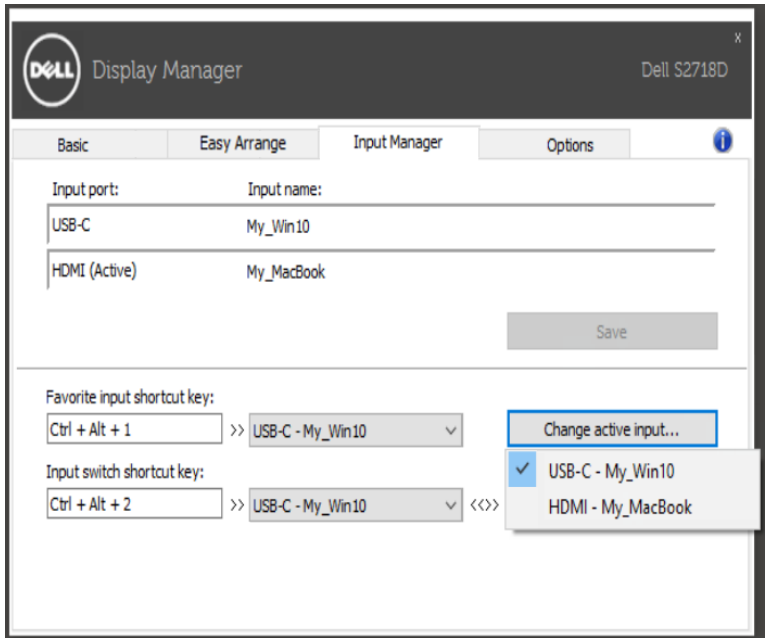 x
DELL Display Manager Dell S2718D
Basic Easy Arrange Input Manager Options i
Input port: Input name:
USB-C My_Win10
HDMI (Active) My_MacBook
Save
Favorite input shortcut key:
Ctrl + Alt + 1 >> USB-C - My_Win10 Change active input...
Input switch shortcut key:
✓ USB-C - My_Win10
Ctrl + Alt + 2 >> USB-C - My_Win10 <<>> HDMI - My_MacBook